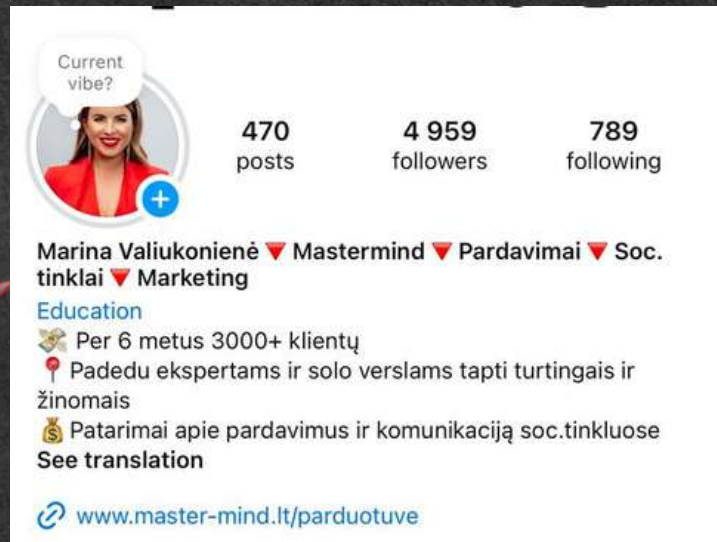 Current
vibe?
470
posts
4 959
followers
789
following
Marina Valiukonienė 🔻 Mastermind 🔻 Pardavimai 🔻 Soc.
tinklai 🔻 Marketing
Education
💸 Per 6 metus 3000+ klientų
📍 Padedu ekspertams ir solo verslams tapti turtingais ir
žinomais
💰 Patarimai apie pardavimus ir komunikaciją soc.tinkluose
See translation
www.master-mind.lt/parduotuve